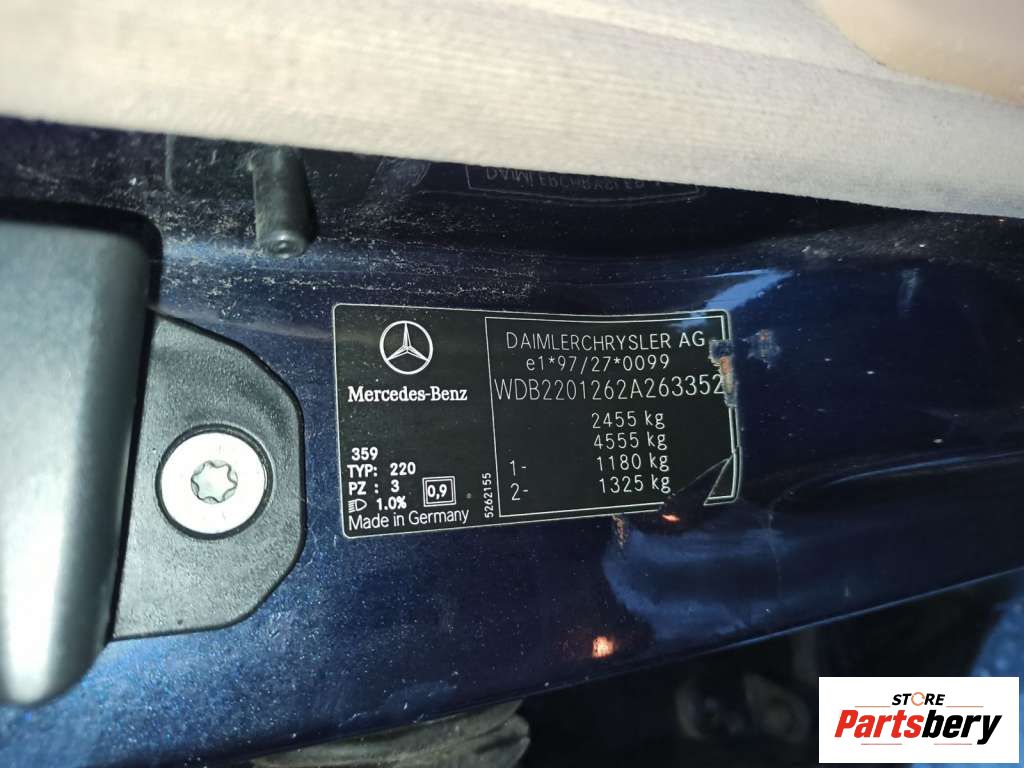 DAIMLERCHRYSLER AG
e1*97/27*0099
WDB2201262A263352
2455 kg
4555 kg
1- 1180 kg
2- 1325 kg
Mercedes-Benz
359
TYP: 220
PZ : 3
1.0% 0,9
Made in Germany
5262155
STORE
Partsbery